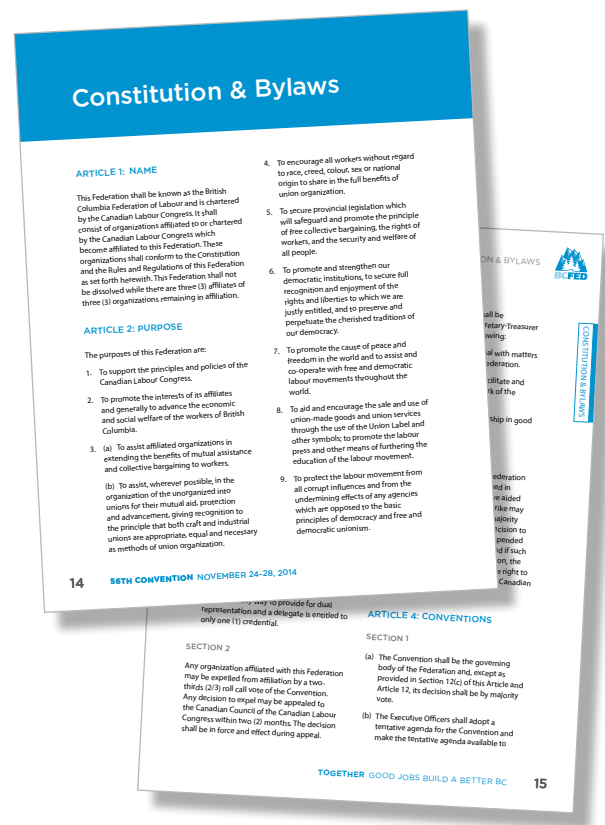 Constitution & Bylaws
ARTICLE 1: NAME
This Federation shall be known as the British
Columbia Federation of Labour and is chartered
by the Canadian Labour Congress. It shall
consist of organizations affiliated to or chartered
by the Canadian Labour Congress which
become affiliated to this Federation. These
organizations shall conform to the Constitution
and the Rules and Regulations of this Federation
as set forth herewith. This Federation shall not
be dissolved while there are three (3) affiliates of
three (3) organizations remaining in affiliation.
ARTICLE 2: PURPOSE
The purposes of this Federation are:
1. To support the principles and policies of the
Canadian Labour Congress.
2. To promote the interests of its affiliates
and generally to advance the economic
and social welfare of the workers of British
Columbia.
3. (a) To assist affiliated organizations in
extending the benefits of mutual assistance
and collective bargaining to workers.
(b) To assist, wherever possible, in the
organization of the unorganized into
unions for their mutual aid, protection
and advancement, giving recognition to
the principle that both craft and industrial
unions are appropriate, equal and necessary
as methods of union organization.
4. To encourage all workers without regard
to race, creed, colour, sex or national
origin to share in the full benefits of
union organization.
5. To secure provincial legislation which
will safeguard and promote the principle
of free collective bargaining, the rights of
workers, and the security and welfare of
all people.
6. To promote and strengthen our
democratic institutions, to secure full
recognition and enjoyment of the
rights and liberties to which we are
justly entitled, and to preserve and
perpetuate the cherished traditions of
our democracy.
7. To promote the cause of peace and
freedom in the world and to assist and
co-operate with free and democratic
labour movements throughout the
world.
8. To aid and encourage the sale and use of
union-made goods and union services
through the use of the Union Label and
other symbols; to promote the labour
press and other means of furthering the
education of the labour movement.
9. To protect the labour movement from
all corrupt influences and from the
undermining effects of any agencies
which are opposed to the basic
principles of democracy and free and
democratic unionism.
14 56TH CONVENTION NOVEMBER 24–28, 2014
& BYLAWS
BCFED
CONSTITUTION & BYLAWS
be
with matters
and
of the
in good
in
aided
may
to
if such
the
right to
Canadian
way to provide for dual
representation and a delegate is entitled to
only one (1) credential.
SECTION 2
Any organization affiliated with this Federation
may be expelled from affiliation by a two-
thirds (2/3) roll call vote of the Convention.
Any decision to expel may be appealed to
the Canadian Council of the Canadian Labour
Congress within two (2) months. The decision
shall be in force and effect during appeal.
ARTICLE 4: CONVENTIONS
SECTION 1
(a) The Convention shall be the governing
body of the Federation and, except as
provided in Section 12(c) of this Article and
Article 12, its decision shall be by majority
vote.
(b) The Executive Officers shall adopt a
tentative agenda for the Convention and
make the tentative agenda available to
TOGETHER GOOD JOBS BUILD A BETTER BC 15